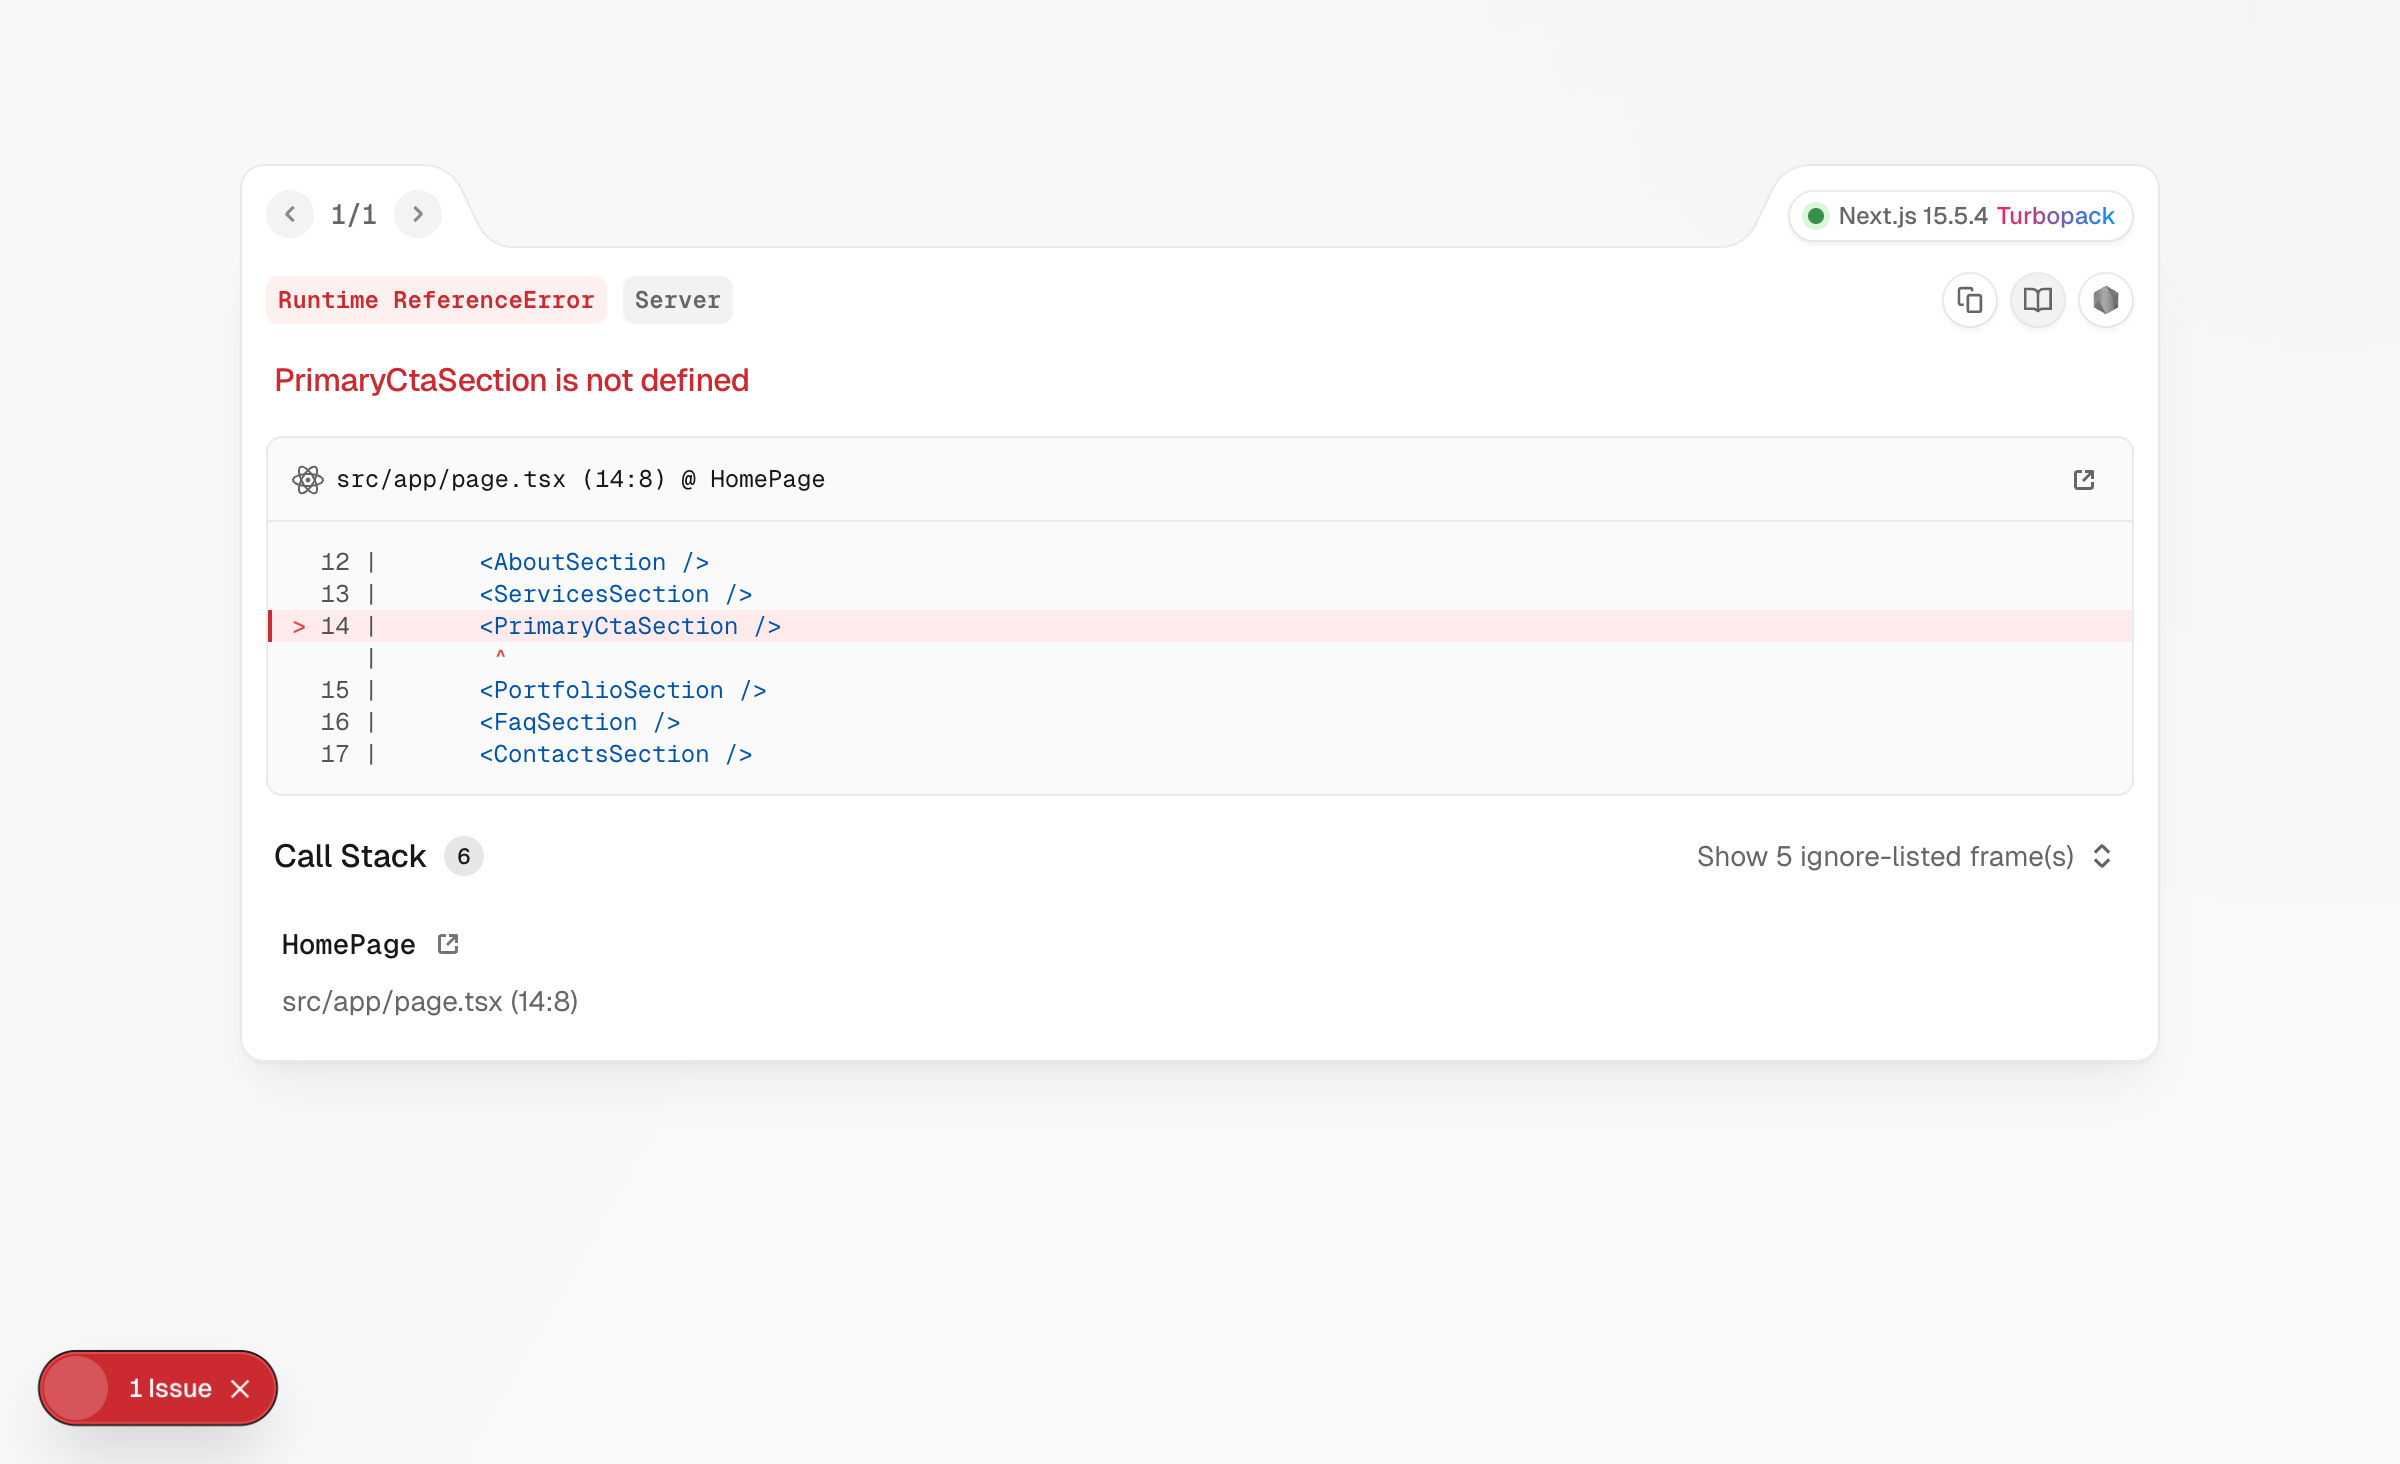 1/1
Next.js 15.5.4 Turbopack
Runtime ReferenceError
Server
PrimaryCtaSection is not defined
src/app/page.tsx (14:8) @ HomePage
12 |       <AboutSection />
13 |       <ServicesSection />
> 14 |       <PrimaryCtaSection />
|        ^
15 |       <PortfolioSection />
16 |       <FaqSection />
17 |       <ContactsSection />
Call Stack 6
Show 5 ignore-listed frame(s)
HomePage
src/app/page.tsx (14:8)
1 Issue